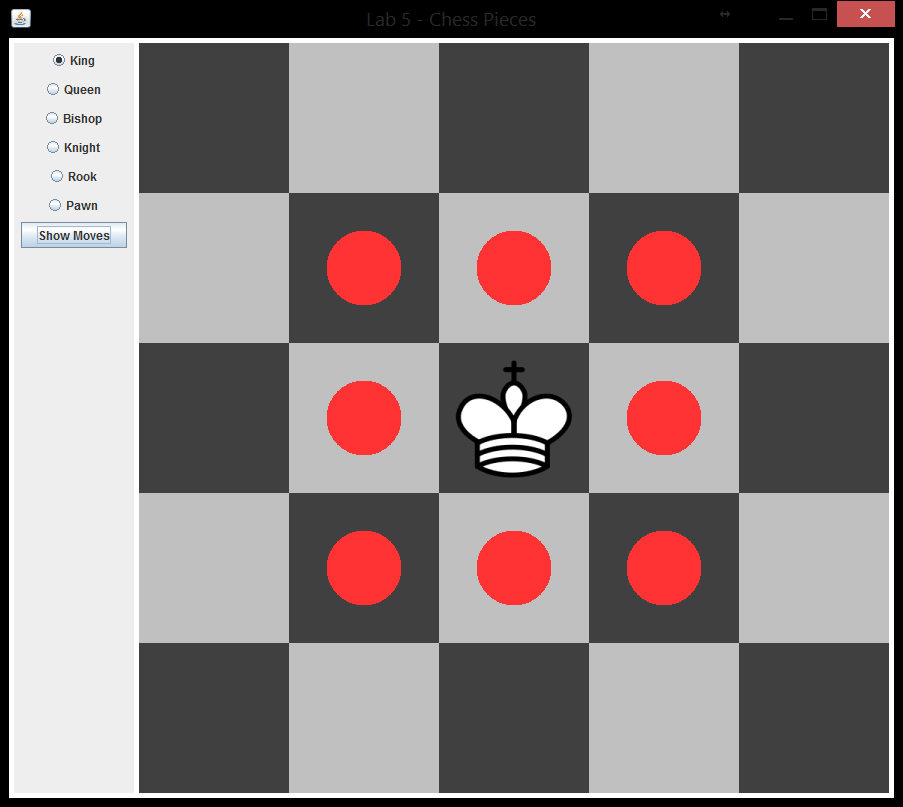 Lab 5 - Chess Pieces
King
Queen
Bishop
Knight
Rook
Pawn
Show Moves